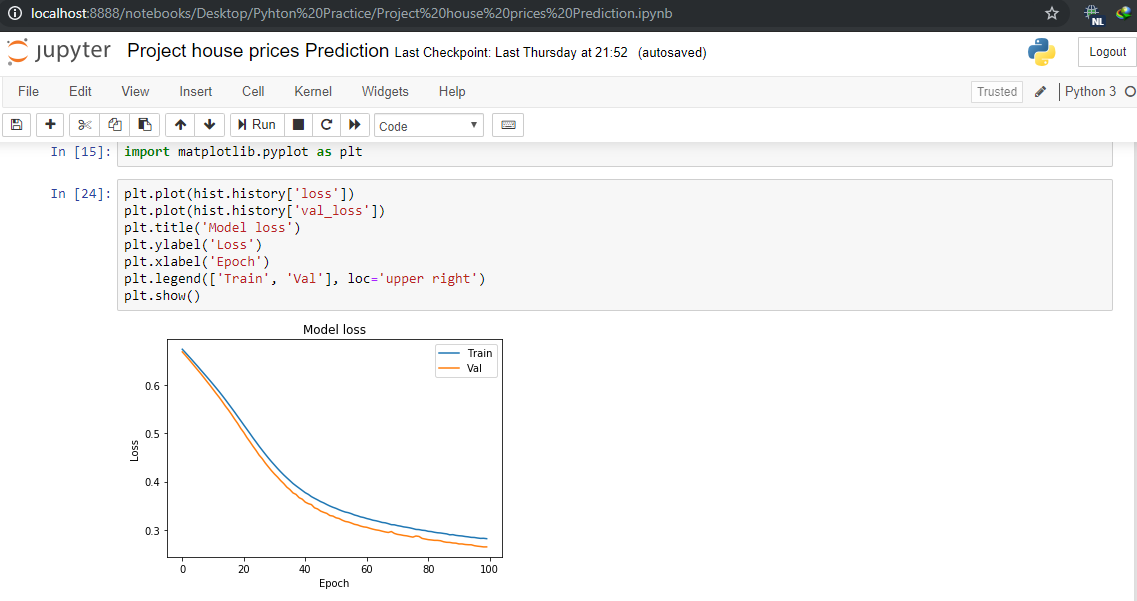 localhost:8888/notebooks/Desktop/Pyhton%20Practice/Project%20house%20prices%20Prediction.ipynb
NL
jupyter Project house prices Prediction Last Checkpoint: Last Thursday at 21:52 (autosaved)
Logout
File Edit View Insert Cell Kernel Widgets Help
Trusted Python 3
Run Code
In [15]: import matplotlib.pyplot as plt
In [24]: plt.plot(hist.history['loss'])
plt.plot(hist.history['val_loss'])
plt.title('Model loss')
plt.ylabel('Loss')
plt.xlabel('Epoch')
plt.legend(['Train', 'Val'], loc='upper right')
plt.show()
Model loss
Train
Val
0.6
0.5
0.4
0.3
Loss
0 20 40 60 80 100
Epoch